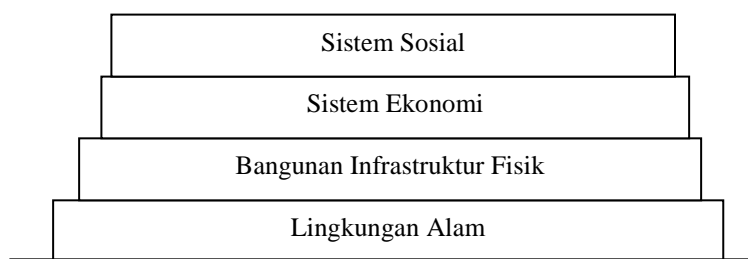 Sistem Sosial
Sistem Ekonomi
Bangunan Infrastruktur Fisik
Lingkungan Alam